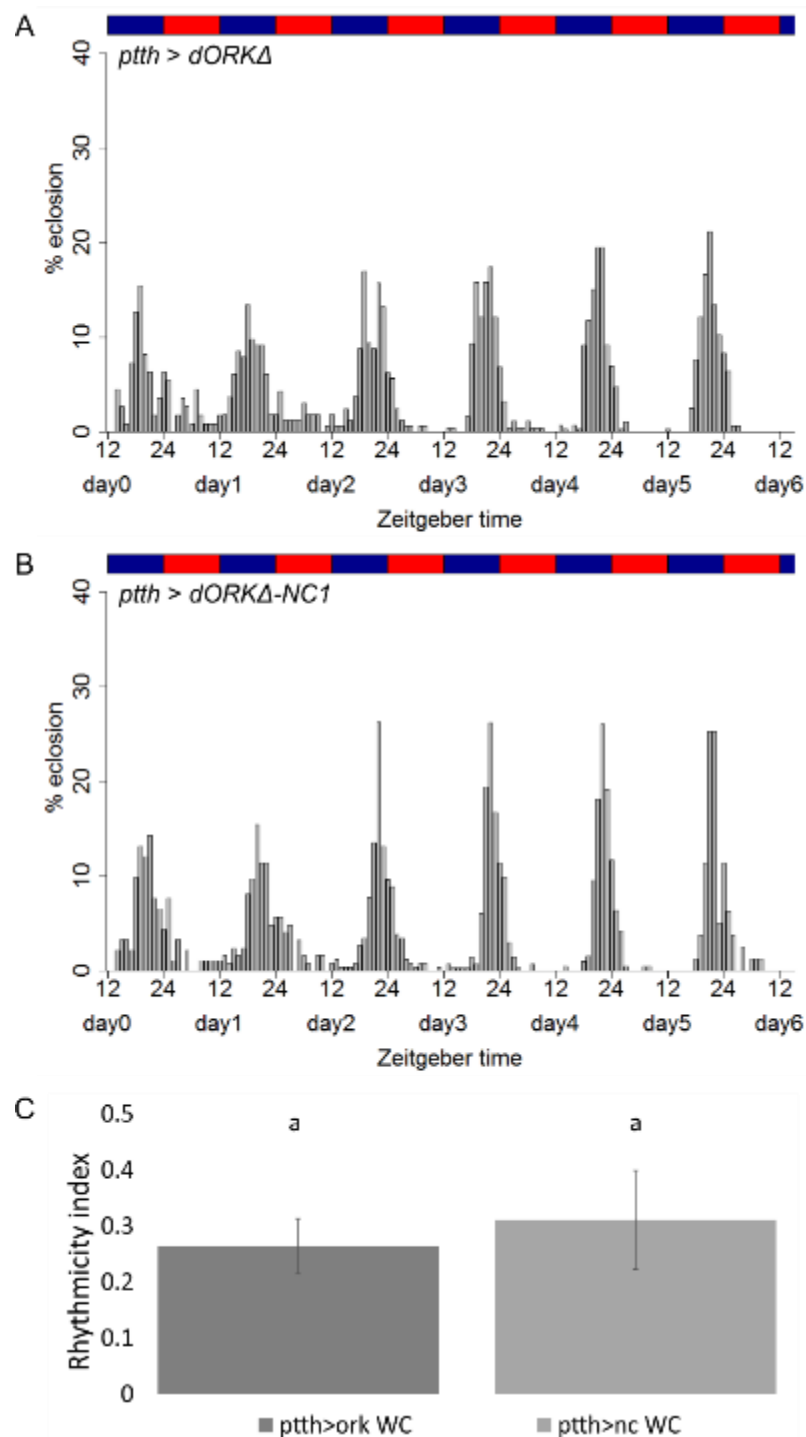 A
ptth > dORKΔ
40
30
20
10
0
% eclosion
12 24 12 24 12 24 12 24 12 24 12 24 12
day0 day1 day2 day3 day4 day5 day6
Zeitgeber time
B
ptth > dORKΔ-NC1
40
30
20
10
0
% eclosion
12 24 12 24 12 24 12 24 12 24 12 24 12
day0 day1 day2 day3 day4 day5 day6
Zeitgeber time
C
0.5
0.4
0.3
0.2
0.1
0
Rhythmicity index
a a
ptth>ork WC ptth>nc WC